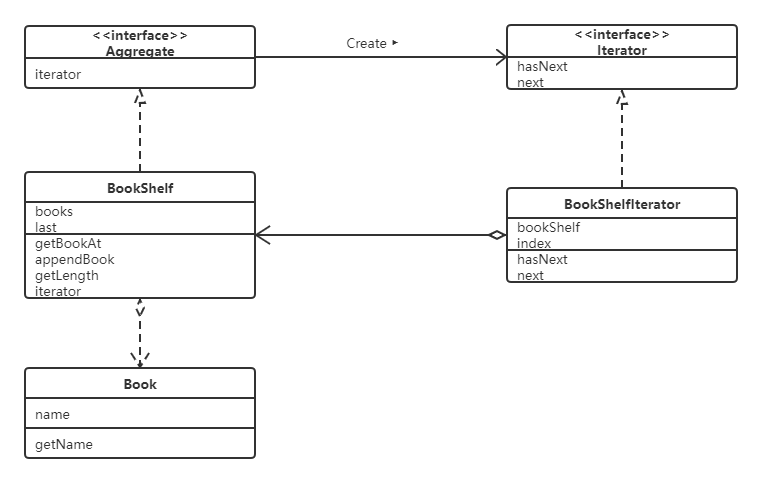 <<interface>>
Aggregate
iterator
Create ▸
<<interface>>
Iterator
hasNext
next
BookShelf
books
last
getBookAt
appendBook
getLength
iterator
BookShelfIterator
bookShelf
index
hasNext
next
Book
name
getName